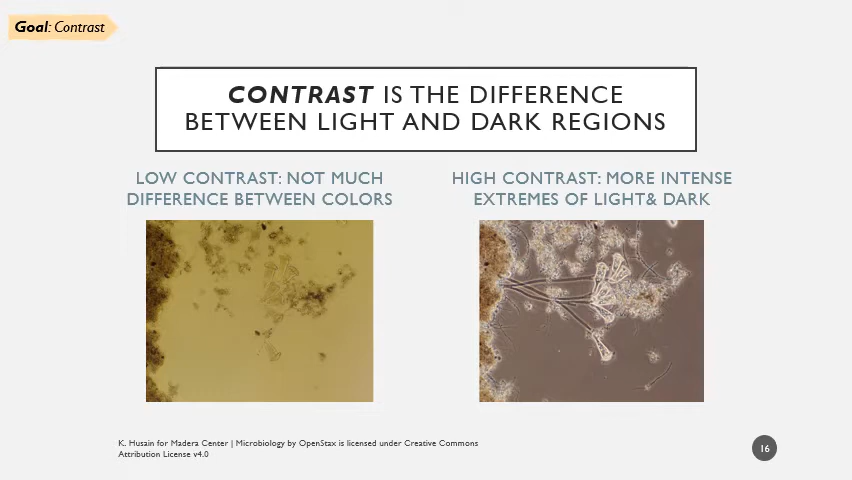 Goal: Contrast
CONTRAST IS THE DIFFERENCE
BETWEEN LIGHT AND DARK REGIONS
LOW CONTRAST: NOT MUCH
DIFFERENCE BETWEEN COLORS
HIGH CONTRAST: MORE INTENSE
EXTREMES OF LIGHT& DARK
K. Husain for Madera Center | Microbiology by OpenStax is licensed under Creative Commons
Attribution License v4.0
16